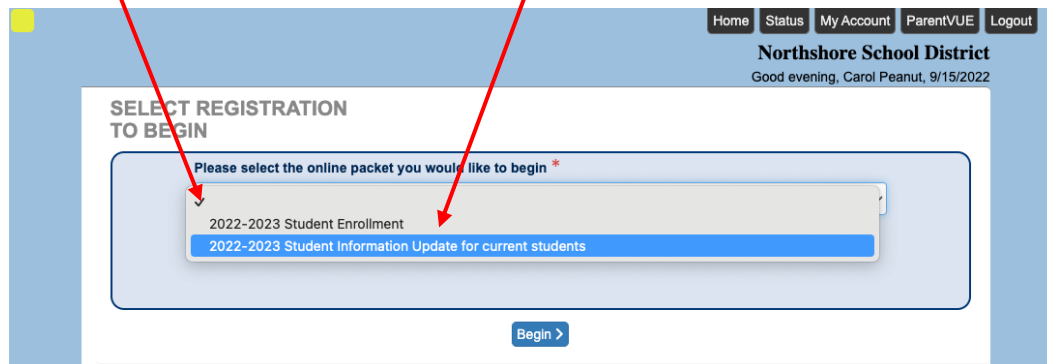 Home Status My Account ParentVUE Logout
Northshore School District
Good evening, Carol Peanut, 9/15/2022
SELECT REGISTRATION
TO BEGIN
Please select the online packet you would like to begin *
2022-2023 Student Enrollment
2022-2023 Student Information Update for current students
Begin >